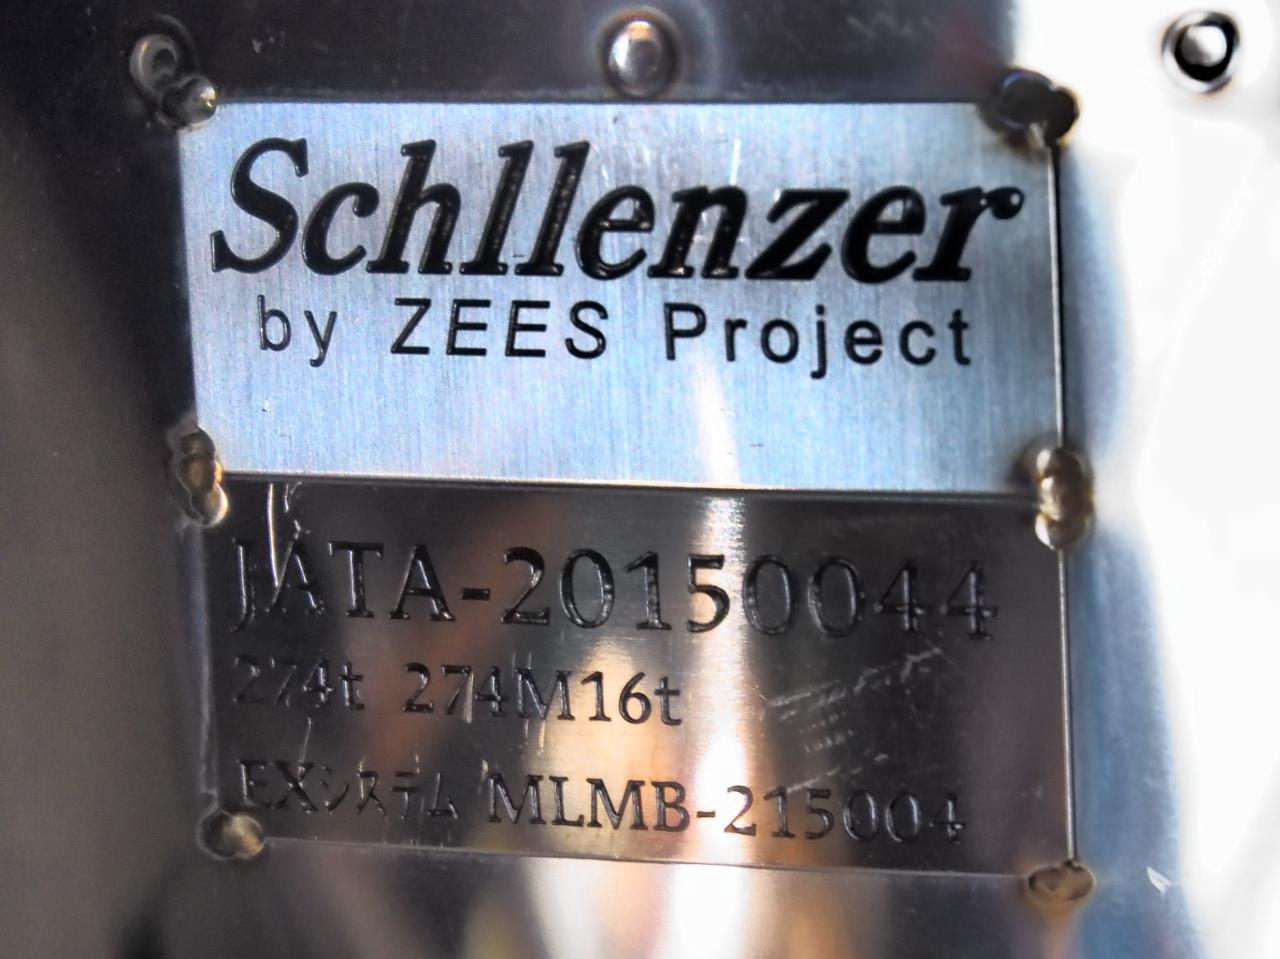 Schllenzer
by ZEES Project
JATA-20150044
274t 274M16t
EXシステム MLMB-215004